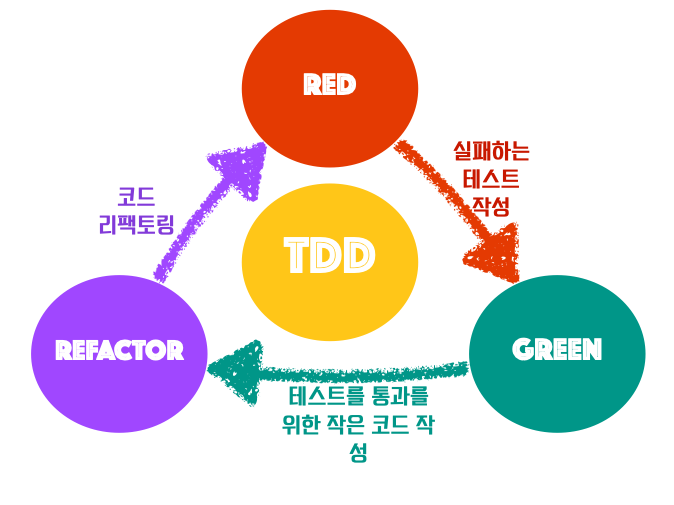 RED
실패하는
테스트
작성
코드
리팩토링
TDD
REFACTOR
GREEN
테스트를 통과를
위한 작은 코드 작
성